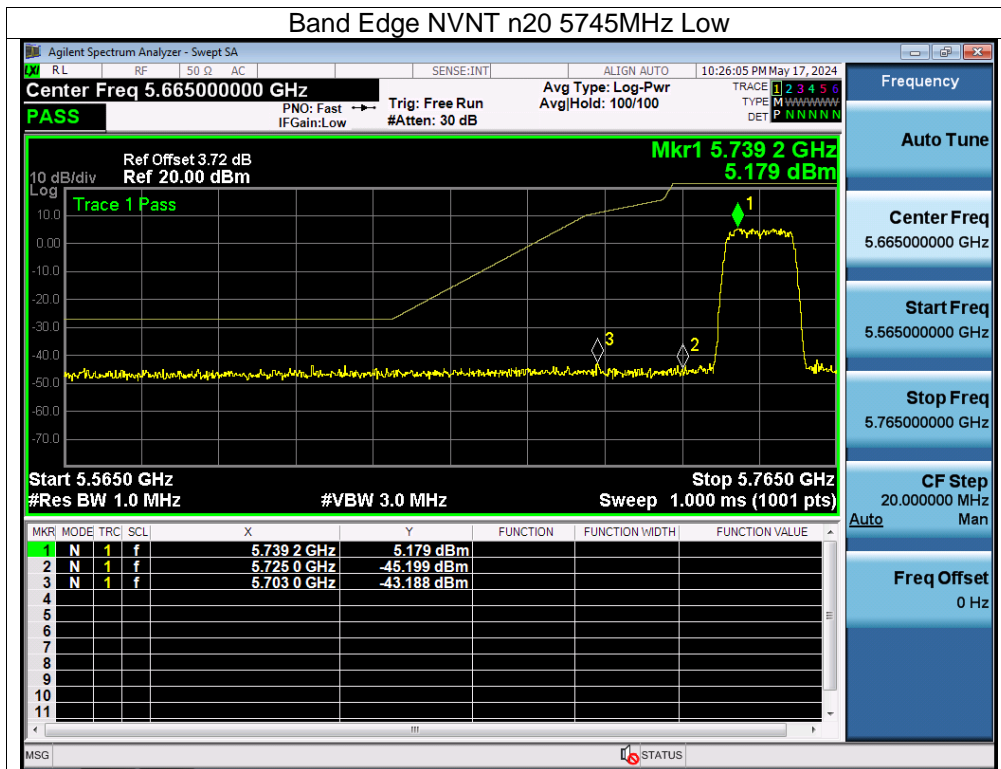 Band Edge NVNT n20 5745MHz Low
Agilent Spectrum Analyzer - Swept SA
LXI RL RF 50 Ω AC SENSE:INT ALIGN AUTO 10:26:05 PM May 17, 2024
Center Freq 5.665000000 GHz
PASS
PNO: Fast
IFGain:Low
Trig: Free Run
#Atten: 30 dB
Avg Type: Log-Pwr
Avg|Hold: 100/100
TRACE 1 2 3 4 5 6
TYPE M WWWWW
DET P N N N N N
Mkr1 5.739 2 GHz
5.179 dBm
Ref Offset 3.72 dB
10 dB/div Ref 20.00 dBm
Log
Trace 1 Pass
10.0
0.00
-10.0
-20.0
-30.0
-40.0
-50.0
-60.0
-70.0
1
3
2
Start 5.5650 GHz Stop 5.7650 GHz
#Res BW 1.0 MHz #VBW 3.0 MHz Sweep 1.000 ms (1001 pts)
MKR MODE TRC SCL X Y FUNCTION FUNCTION WIDTH FUNCTION VALUE
1 N 1 f 5.739 2 GHz 5.179 dBm
2 N 1 f 5.725 0 GHz -45.199 dBm
3 N 1 f 5.703 0 GHz -43.188 dBm
4
5
6
7
8
9
10
11
MSG STATUS
Frequency
Auto Tune
Center Freq
5.665000000 GHz
Start Freq
5.565000000 GHz
Stop Freq
5.765000000 GHz
CF Step
20.000000 MHz
Auto Man
Freq Offset
0 Hz